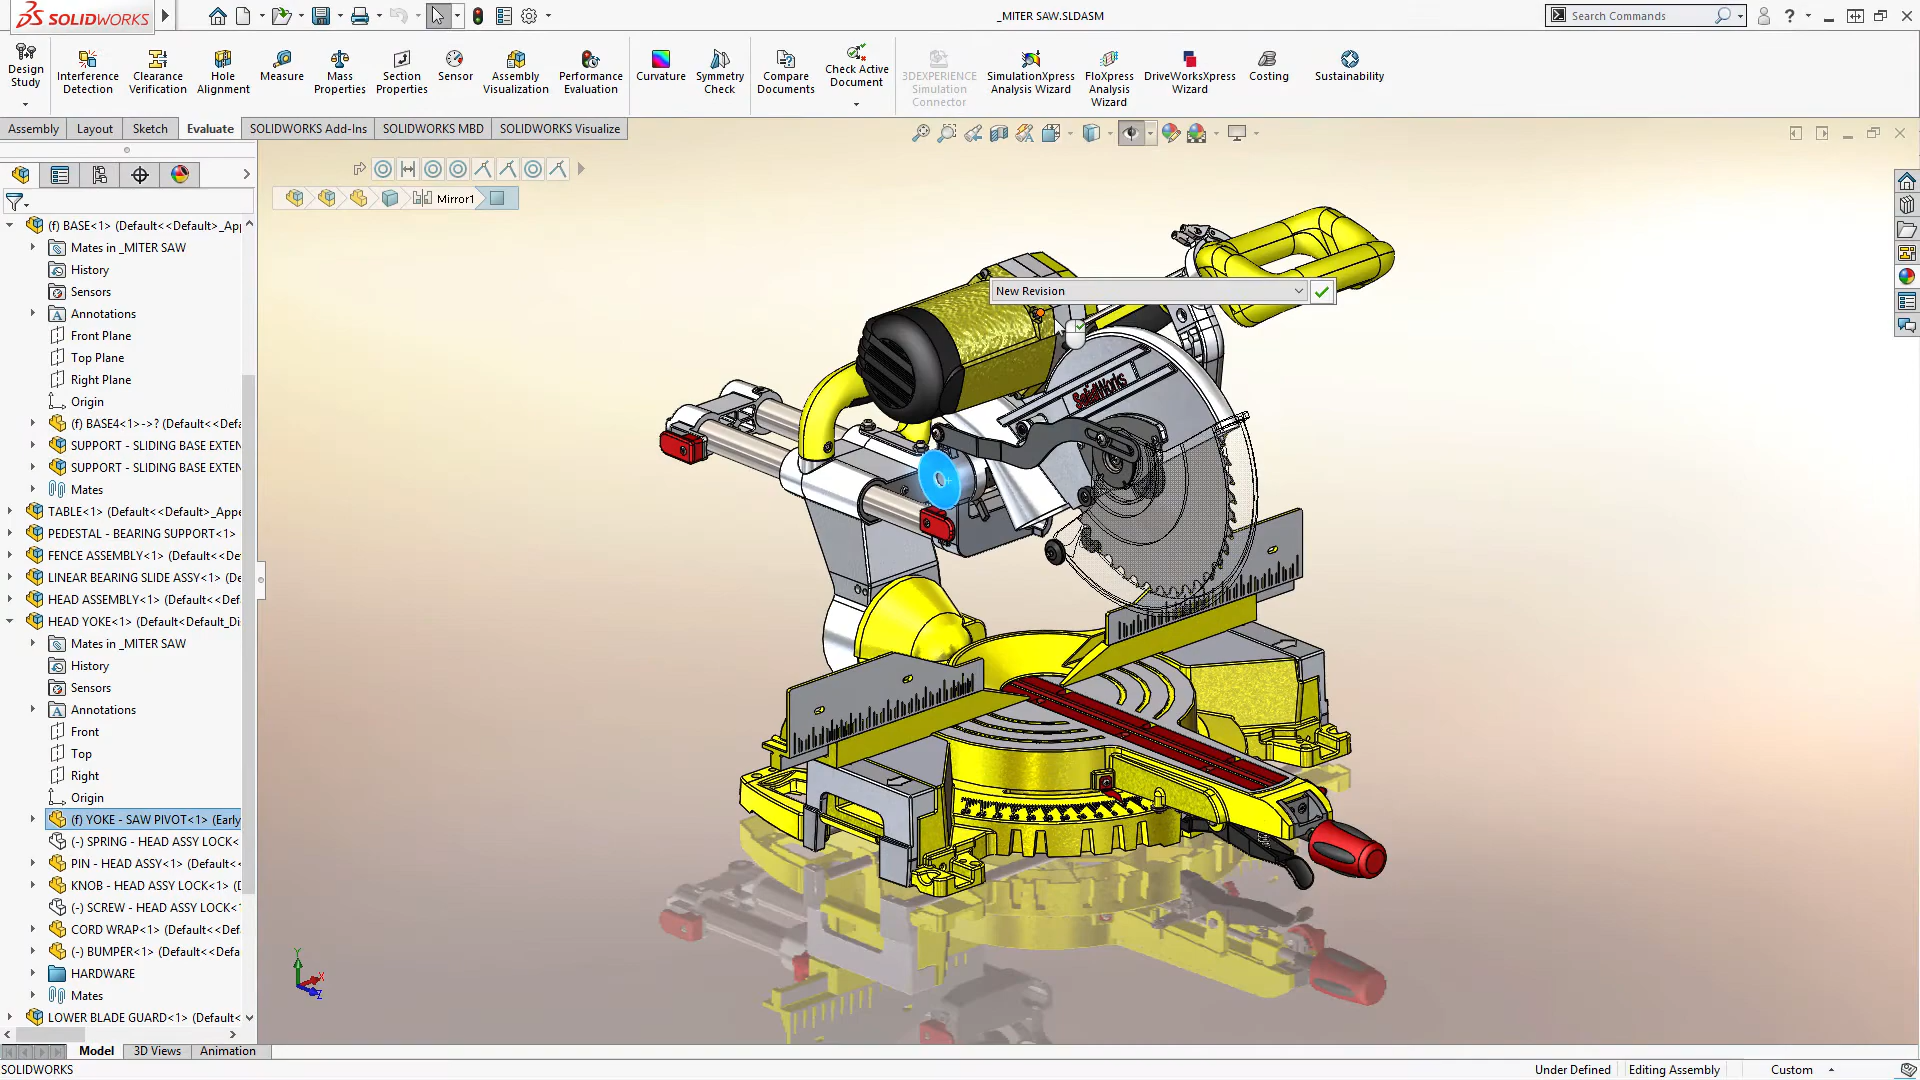 SOLIDWORKS
_MITER SAW.SLDASM
Search Commands
Design Study
Interference Detection
Clearance Verification
Hole Alignment
Measure
Mass Properties
Section Properties
Sensor
Assembly Visualization
Performance Evaluation
Curvature
Symmetry Check
Compare Documents
Check Active Document
3DEXPERIENCE Simulation Connector
SimulationXpress Analysis Wizard
FloXpress Analysis Wizard
DriveWorksXpress Wizard
Costing
Sustainability
Assembly
Layout
Sketch
Evaluate
SOLIDWORKS Add-Ins
SOLIDWORKS MBD
SOLIDWORKS Visualize
Mirror1
New Revision
SolidWorks
(f) BASE<1> (Default<<Default>_App
Mates in _MITER SAW
History
Sensors
Annotations
Front Plane
Top Plane
Right Plane
Origin
(f) BASE4<1>->? (Default<<Def
SUPPORT - SLIDING BASE EXTEN
SUPPORT - SLIDING BASE EXTEN
Mates
TABLE<1> (Default<<Default>_Appe
PEDESTAL - BEARING SUPPORT<1>
FENCE ASSEMBLY<1> (Default<<De
LINEAR BEARING SLIDE ASSY<1> (De
HEAD ASSEMBLY<1> (Default<<Def
HEAD YOKE<1> (Default<Default_Di
Mates in _MITER SAW
History
Sensors
Annotations
Front
Top
Right
Origin
(f) YOKE - SAW PIVOT<1> (Early
(-) SPRING - HEAD ASSY LOCK<
PIN - HEAD ASSY<1> (Default<<
KNOB - HEAD ASSY LOCK<1> (D
(-) SCREW - HEAD ASSY LOCK<1
CORD WRAP<1> (Default<<Def
(-) BUMPER<1> (Default<<Defa
HARDWARE
Mates
LOWER BLADE GUARD<1> (Default<
Y
X
Z
Model
3D Views
Animation
SOLIDWORKS
Under Defined
Editing Assembly
Custom